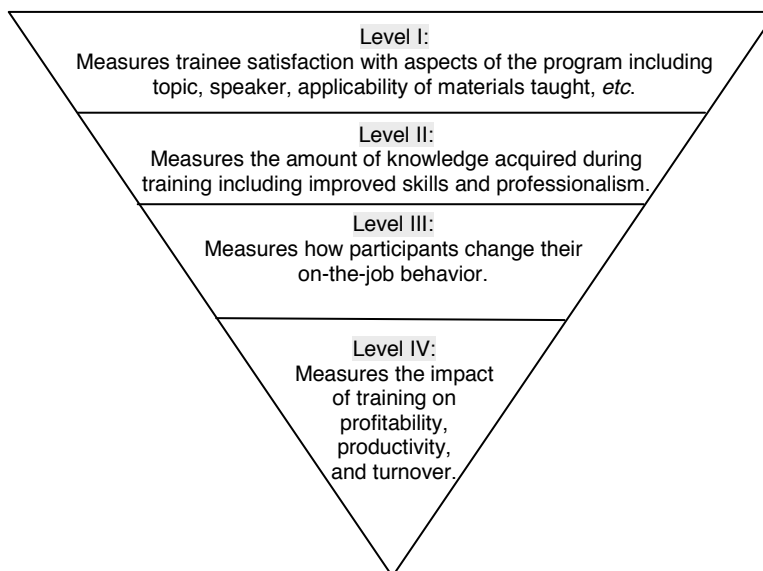 Level I:
Measures trainee satisfaction with aspects of the program including
topic, speaker, applicability of materials taught, etc.
Level II:
Measures the amount of knowledge acquired during
training including improved skills and professionalism.
Level III:
Measures how participants change their
on-the-job behavior.
Level IV:
Measures the impact
of training on
profitability,
productivity,
and turnover.